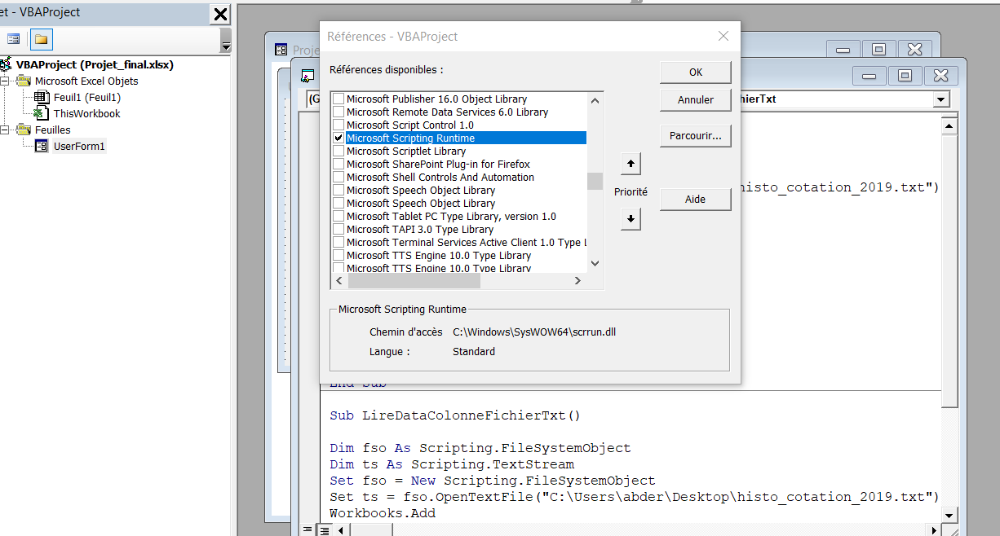 et - VBAProject
VBAProject (Projet_final.xlsx)
Microsoft Excel Objets
Feuil1 (Feuil1)
ThisWorkbook
Feuilles
UserForm1
Proje
Références - VBAProject
Références disponibles :
Microsoft Publisher 16.0 Object Library
Microsoft Remote Data Services 6.0 Library
Microsoft Script Control 1.0
Microsoft Scripting Runtime
Microsoft Scriptlet Library
Microsoft SharePoint Plug-in for Firefox
Microsoft Shell Controls And Automation
Microsoft Speech Object Library
Microsoft Speech Object Library
Microsoft Tablet PC Type Library, version 1.0
Microsoft TAPI 3.0 Type Library
Microsoft Terminal Services Active Client 1.0 Type L
Microsoft TTS Engine 10.0 Type Library
Microsoft TTS Engine 10.0 Type Library
OK
Annuler
Parcourir...
Priorité
Aide
Microsoft Scripting Runtime
Chemin d'accès C:\Windows\SysWOW64\scrrun.dll
Langue : Standard
(G
hierTxt
histo_cotation_2019.txt")
End Sub
Sub LireDataColonneFichierTxt()
Dim fso As Scripting.FileSystemObject
Dim ts As Scripting.TextStream
Set fso = New Scripting.FileSystemObject
Set ts = fso.OpenTextFile("C:\Users\abder\Desktop\histo_cotation_2019.txt")
Workbooks.Add